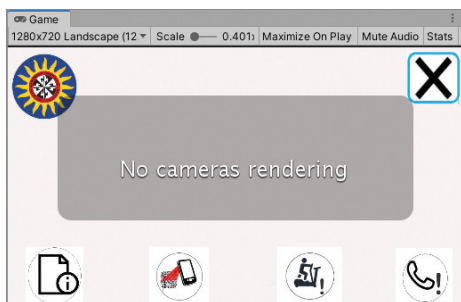 Game
1280x720 Landscape (12 Scale 0.401: Maximize On Play Mute Audio Stats
No cameras rendering